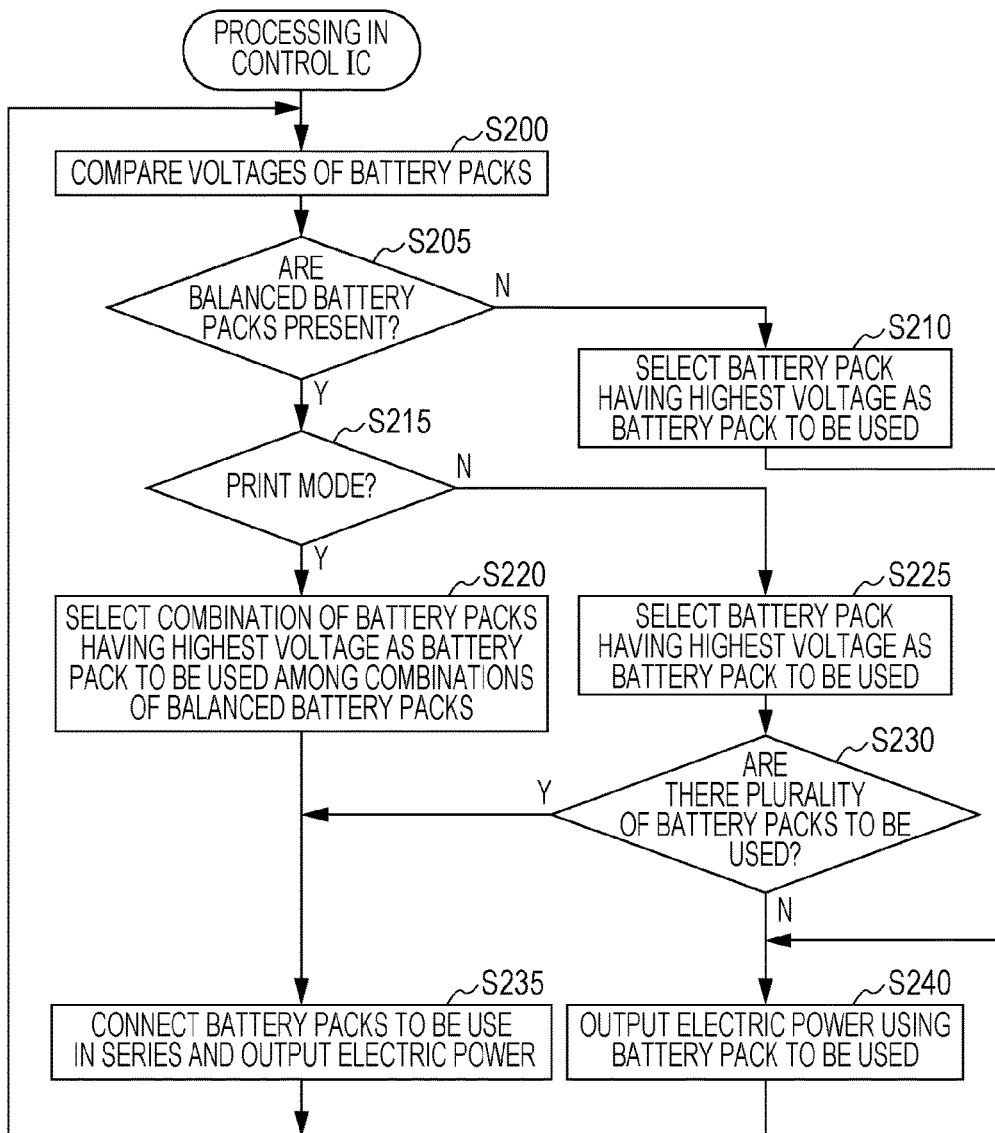 PROCESSING IN
CONTROL IC
S200
COMPARE VOLTAGES OF BATTERY PACKS
S205
ARE
BALANCED BATTERY
PACKS PRESENT?
N
Y
S210
SELECT BATTERY PACK
HAVING HIGHEST VOLTAGE AS
BATTERY PACK TO BE USED
S215
PRINT MODE?
N
Y
S220
SELECT COMBINATION OF BATTERY PACKS
HAVING HIGHEST VOLTAGE AS BATTERY
PACK TO BE USED AMONG COMBINATIONS
OF BALANCED BATTERY PACKS
S225
SELECT BATTERY PACK
HAVING HIGHEST VOLTAGE AS
BATTERY PACK TO BE USED
S230
ARE
THERE PLURALITY
OF BATTERY PACKS TO BE
USED?
Y
N
S235
CONNECT BATTERY PACKS TO BE USE
IN SERIES AND OUTPUT ELECTRIC POWER
S240
OUTPUT ELECTRIC POWER USING
BATTERY PACK TO BE USED